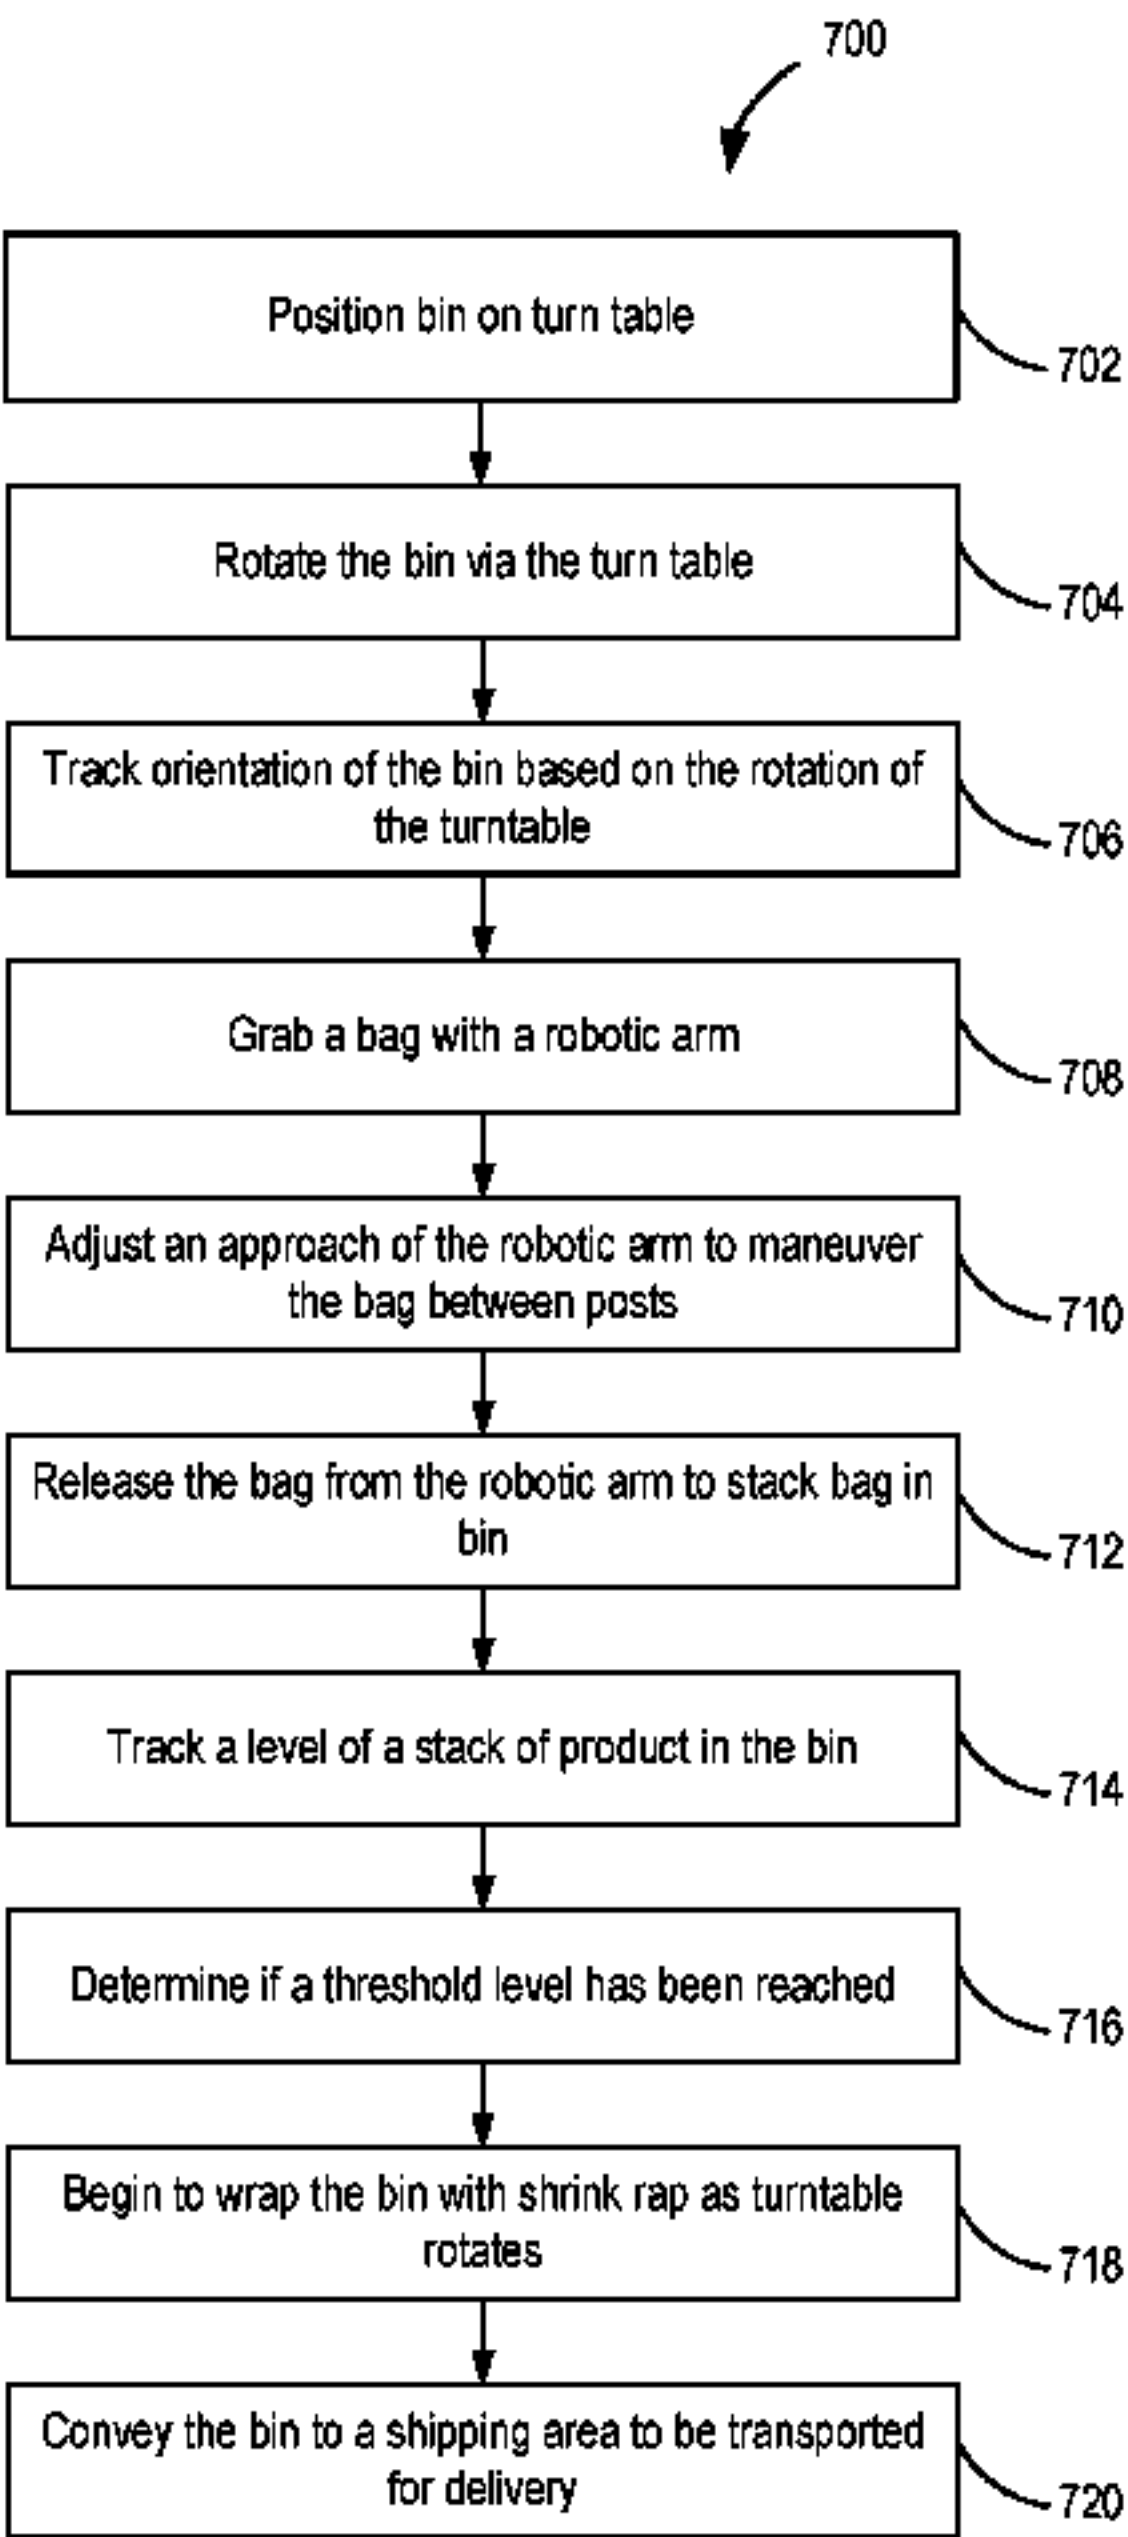 700
Position bin on turn table
702
Rotate the bin via the turn table
704
Track orientation of the bin based on the rotation of
the turntable
706
Grab a bag with a robotic arm
708
Adjust an approach of the robotic arm to maneuver
the bag between posts
710
Release the bag from the robotic arm to stack bag in
bin
712
Track a level of a stack of product in the bin
714
Determine if a threshold level has been reached
716
Begin to wrap the bin with shrink rap as turntable
rotates
718
Convey the bin to a shipping area to be transported
for delivery
720